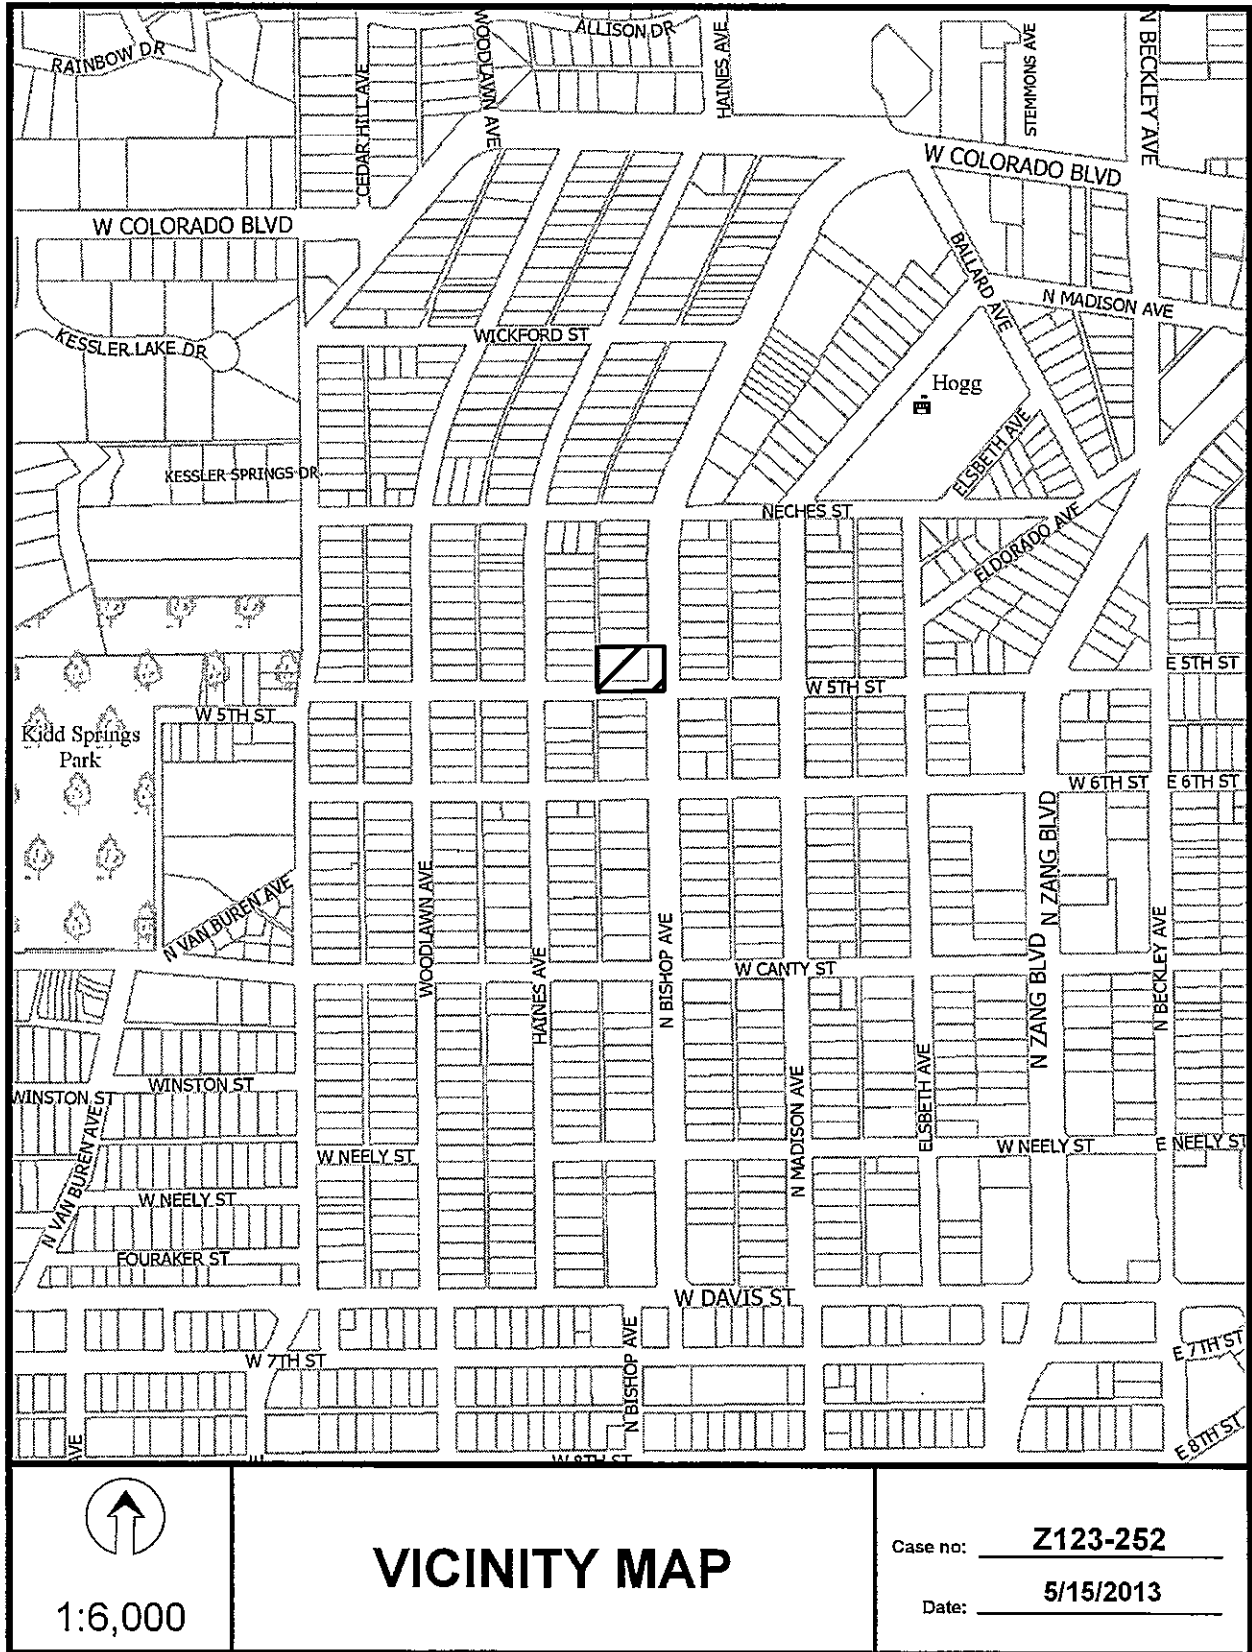 RAINBOW DR
CEDAR HILL AVE
WOODLAWN AVE
ALLISON DR
HAINES AVE
STEMMONS AVE
N BECKLEY AVE
W COLORADO BLVD
W COLORADO BLVD
BALLARD AVE
N MADISON AVE
KESSLER LAKE DR
WICKFORD ST
Hogg
ELSBETH AVE
KESSLER SPRINGS DR
NECHES ST
ELDORADO AVE
E 5TH ST
W 5TH ST
W 5TH ST
Kidd Springs
Park
W 6TH ST
E 6TH ST
N ZANG BLVD
WOODLAWN AVE
N VAN BUREN AVE
HAINES AVE
N BISHOP AVE
W CANTY ST
N ZANG BLVD
N BECKLEY AVE
WINSTON ST
WINSTON ST
N VAN BUREN AVE
N MADISON AVE
ELSBETH AVE
W NEELY ST
W NEELY ST
E NEELY ST
W NEELY ST
FOURAKER ST
W DAVIS ST
W 7TH ST
N BISHOP AVE
E 7TH ST
E 8TH ST
AVE
W 8TH ST
1:6,000
VICINITY MAP
Case no: Z123-252
Date: 5/15/2013